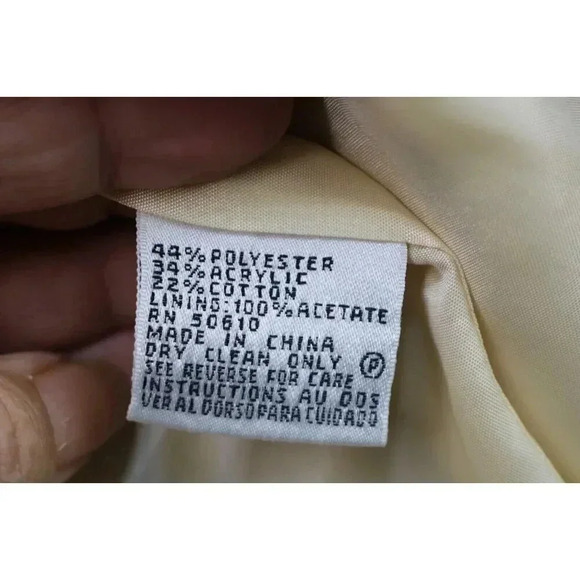 44% POLYESTER
34% ACRYLIC
22% COTTON
LINING: 100% ACETATE
RN 50610
MADE IN CHINA
DRY CLEAN ONLY Ⓟ
SEE REVERSE FOR CARE
INSTRUCTIONS AU DOS
VER AL DORSO PARA CUIDADO